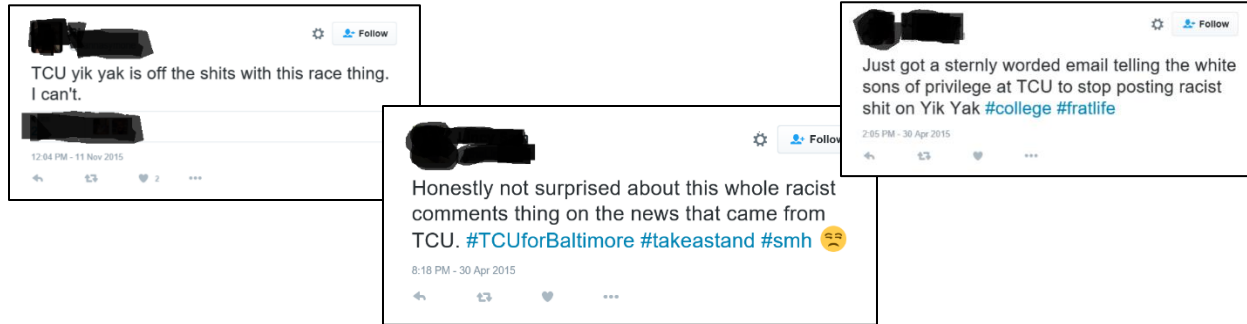 Follow
TCU yik yak is off the shits with this race thing.
I can't.
12:04 PM - 11 Nov 2015
2
Follow
Honestly not surprised about this whole racist
comments thing on the news that came from
TCU. #TCUforBaltimore #takeastand #smh 😒
8:18 PM - 30 Apr 2015
Follow
Just got a sternly worded email telling the white
sons of privilege at TCU to stop posting racist
shit on Yik Yak #college #fratlife
2:05 PM - 30 Apr 2015